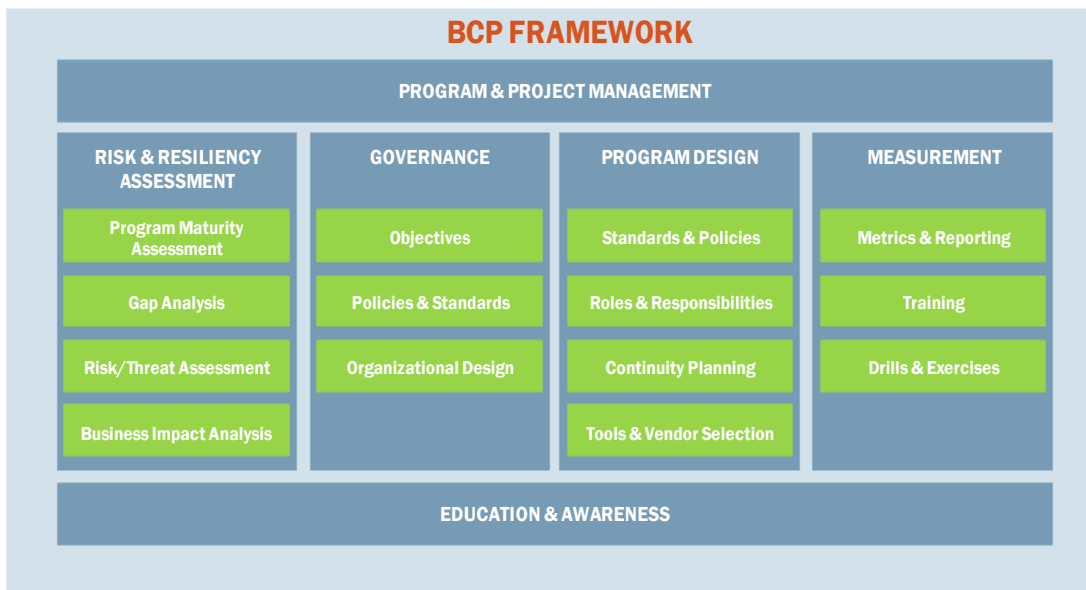 BCP FRAMEWORK
PROGRAM & PROJECT MANAGEMENT
RISK & RESILIENCY
ASSESSMENT
Program Maturity
Assessment
Gap Analysis
Risk/Threat Assessment
Business Impact Analysis
GOVERNANCE
Objectives
Policies & Standards
Organizational Design
PROGRAM DESIGN
Standards & Policies
Roles & Responsibilities
Continuity Planning
Tools & Vendor Selection
MEASUREMENT
Metrics & Reporting
Training
Drills & Exercises
EDUCATION & AWARENESS